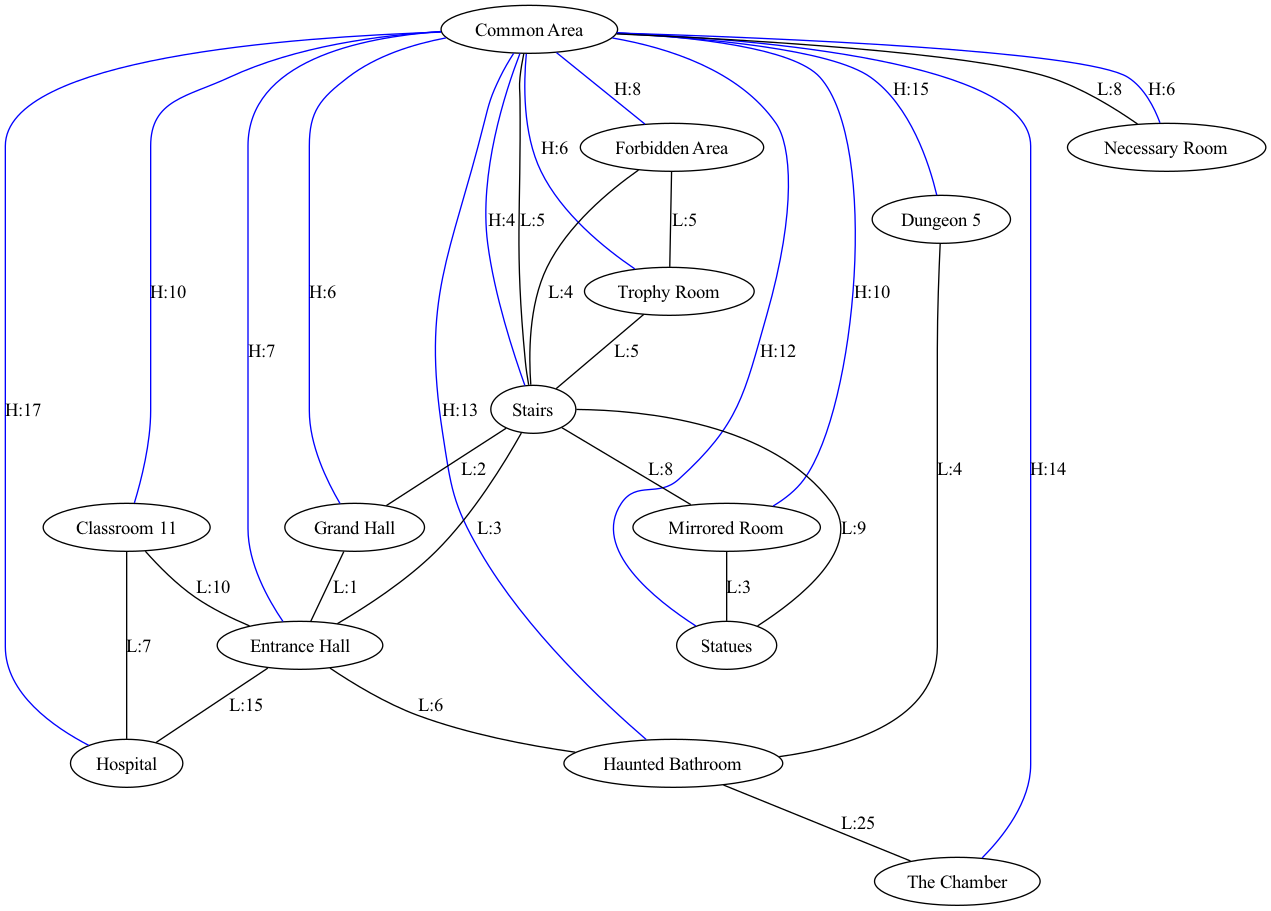 Common Area
L:8
H:6
H:15
H:8
Forbidden Area
Necessary Room
H:6
H:4
L:5
L:5
Dungeon 5
H:10
H:6
L:4
Trophy Room
H:10
H:7
L:5
H:12
H:17
Stairs
H:13
L:2
L:8
L:4
H:14
Classroom 11
Grand Hall
L:3
Mirrored Room
L:9
L:10
L:1
L:3
L:7
Entrance Hall
Statues
L:15
L:6
Hospital
Haunted Bathroom
L:25
The Chamber